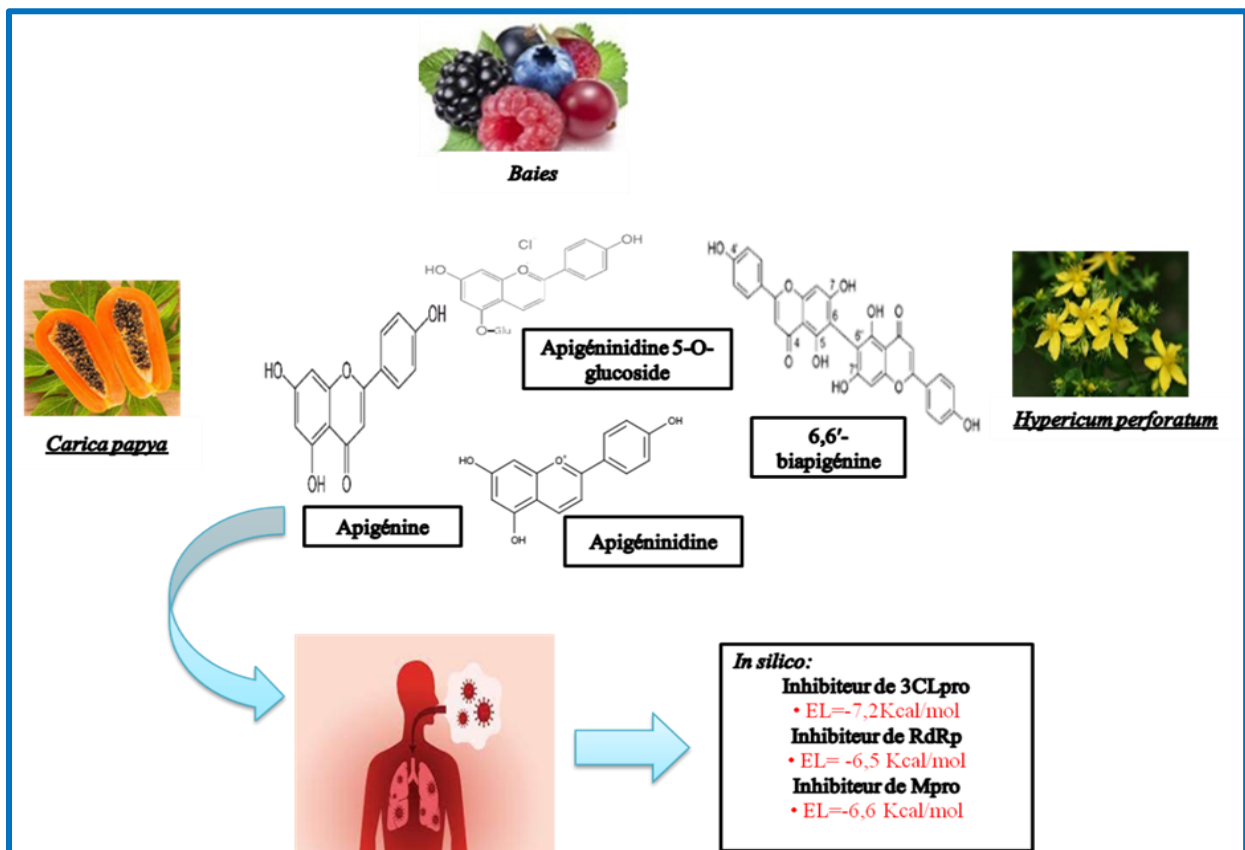 Baies
Cl⁻
OH
HO
O⁺
O—Glu
Apigéninidine 5-O-
glucoside
HO
4'
O
7
OH
6
4
5
O
OH
OH
O
6"
7"
HO
O
OH
6,6′-
biapigénine
Hypericum perforatum
Carica papya
OH
HO
O
OH
O
Apigénine
OH
HO
O⁺
OH
Apigéninidine
In silico:
Inhibiteur de 3CLpro
• EL=-7,2Kcal/mol
Inhibiteur de RdRp
• EL= -6,5 Kcal/mol
Inhibiteur de Mpro
• EL=-6,6 Kcal/mol